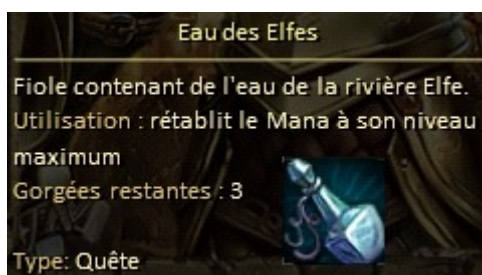 Eau des Elfes
Fiole contenant de l'eau de la rivière Elfe.
Utilisation : rétablit le Mana à son niveau
maximum
Gorgées restantes : 3
Type: Quête